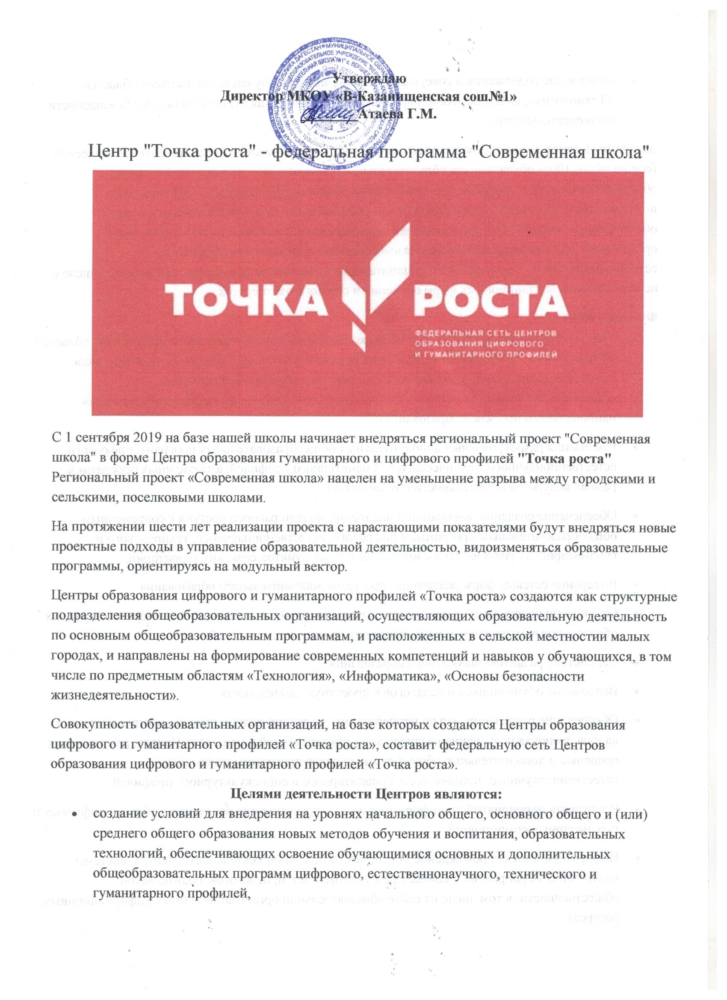 Утверждаю
Директор МКОУ «В-Казанишенская сош№1»
Атаева Г.М.
Центр "Точка роста" - федеральная программа "Современная школа"
ТОЧКА РОСТА
ФЕДЕРАЛЬНАЯ СЕТЬ ЦЕНТРОВ
ОБРАЗОВАНИЯ ЦИФРОВОГО
И ГУМАНИТАРНОГО ПРОФИЛЕЙ
С 1 сентября 2019 на базе нашей школы начинает внедряться региональный проект "Современная
школа" в форме Центра образования гуманитарного и цифрового профилей "Точка роста"
Региональный проект «Современная школа» нацелен на уменьшение разрыва между городскими и
сельскими, поселковыми школами.
На протяжении шести лет реализации проекта с нарастающими показателями будут внедряться новые
проектные подходы в управление образовательной деятельностью, видоизменяться образовательные
программы, ориентируясь на модульный вектор.
Центры образования цифрового и гуманитарного профилей «Точка роста» создаются как структурные
подразделения общеобразовательных организаций, осуществляющих образовательную деятельность
по основным общеобразовательным программам, и расположенных в сельской местностии малых
городах, и направлены на формирование современных компетенций и навыков у обучающихся, в том
числе по предметным областям «Технология», «Информатика», «Основы безопасности
жизнедеятельности».
Совокупность образовательных организаций, на базе которых создаются Центры образования
цифрового и гуманитарного профилей «Точка роста», составит федеральную сеть Центров
образования цифрового и гуманитарного профилей «Точка роста».
Целями деятельности Центров являются:
• создание условий для внедрения на уровнях начального общего, основного общего и (или)
среднего общего образования новых методов обучения и воспитания, образовательных
технологий, обеспечивающих освоение обучающимися основных и дополнительных
общеобразовательных программ цифрового, естественнонаучного, технического и
гуманитарного профилей,